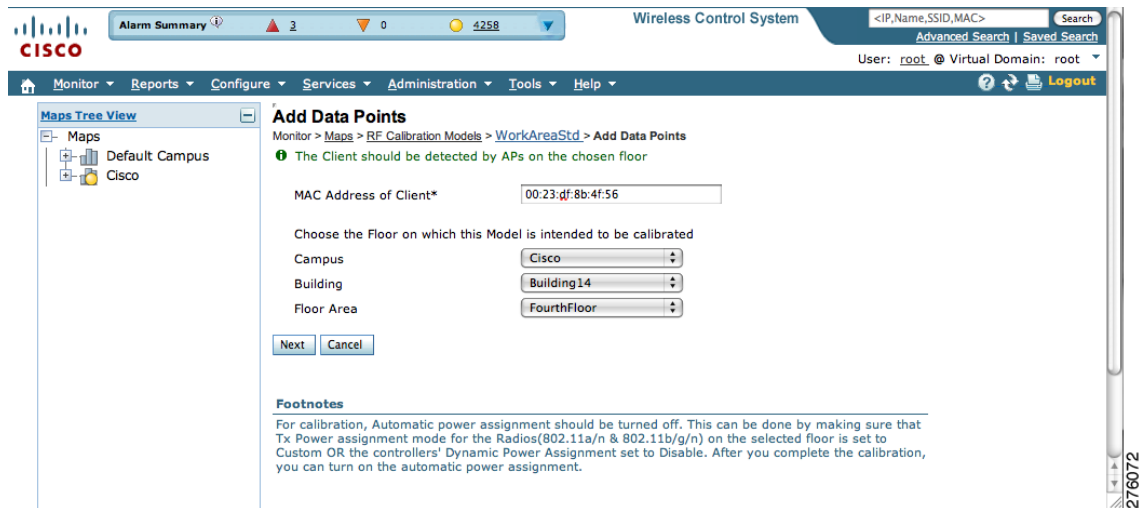 Alarm Summary 3 0 4258
Wireless Control System
<IP,Name,SSID,MAC> Search
Advanced Search | Saved Search
CISCO
User: root @ Virtual Domain: root
Monitor Reports Configure Services Administration Tools Help
Logout
Maps Tree View
Maps
Default Campus
Cisco
Add Data Points
Monitor > Maps > RF Calibration Models > WorkAreaStd > Add Data Points
The Client should be detected by APs on the chosen floor
MAC Address of Client* 00:23:df:8b:4f:56
Choose the Floor on which this Model is intended to be calibrated
Campus Cisco
Building Building14
Floor Area FourthFloor
Next Cancel
Footnotes
For calibration, Automatic power assignment should be turned off. This can be done by making sure that
Tx Power assignment mode for the Radios(802.11a/n & 802.11b/g/n) on the selected floor is set to
Custom OR the controllers' Dynamic Power Assignment set to Disable. After you complete the calibration,
you can turn on the automatic power assignment.
276072